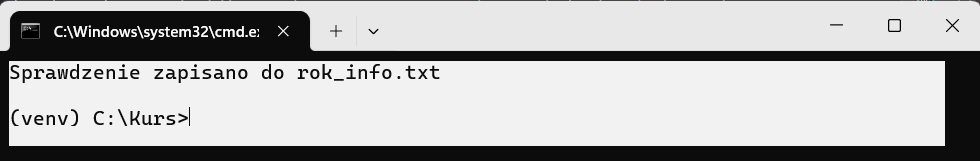 C:\Windows\system32\cmd.e
Sprawdzenie zapisano do rok_info.txt
(venv) C:\Kurs>